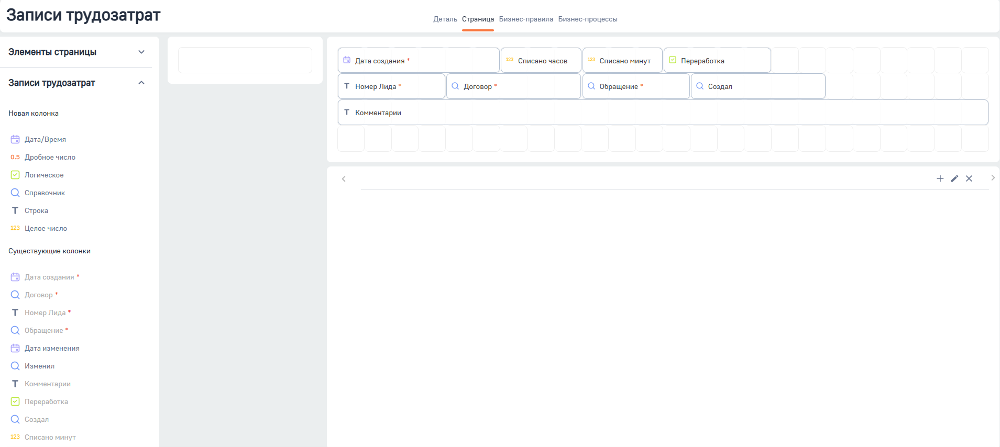 Записи трудозатрат
Деталь Страница Бизнес-правила Бизнес-процессы
Элементы страницы
Записи трудозатрат
Новая колонка
Дата/Время
0.5 Дробное число
Логическое
Справочник
T Строка
123 Целое число
Существующие колонки
Дата создания *
Договор *
T Номер Лида *
Обращение *
Дата изменения
Изменил
T Комментарии
Переработка
Создал
123 Списано минут
Дата создания * 123 Списано часов 123 Списано минут Переработка
T Номер Лида * Договор * Обращение * Создал
T Комментарии